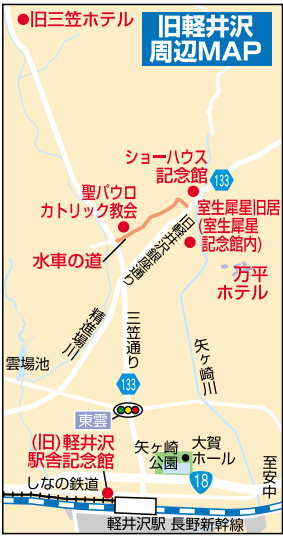 旧軽井沢
周辺MAP
旧三笠ホテル
ショーハウス
記念館
133
聖パウロ
カトリック教会
室生犀星旧居
(室生犀星
記念館内)
水車の道
旧軽井沢銀座通り
万平
ホテル
精進場川
三笠通り
矢ヶ崎川
雲場池
133
東雲
(旧)軽井沢
駅舎記念館
矢ヶ崎
公園
大賀
ホール
18
至安中
しなの鉄道
軽井沢駅 長野新幹線